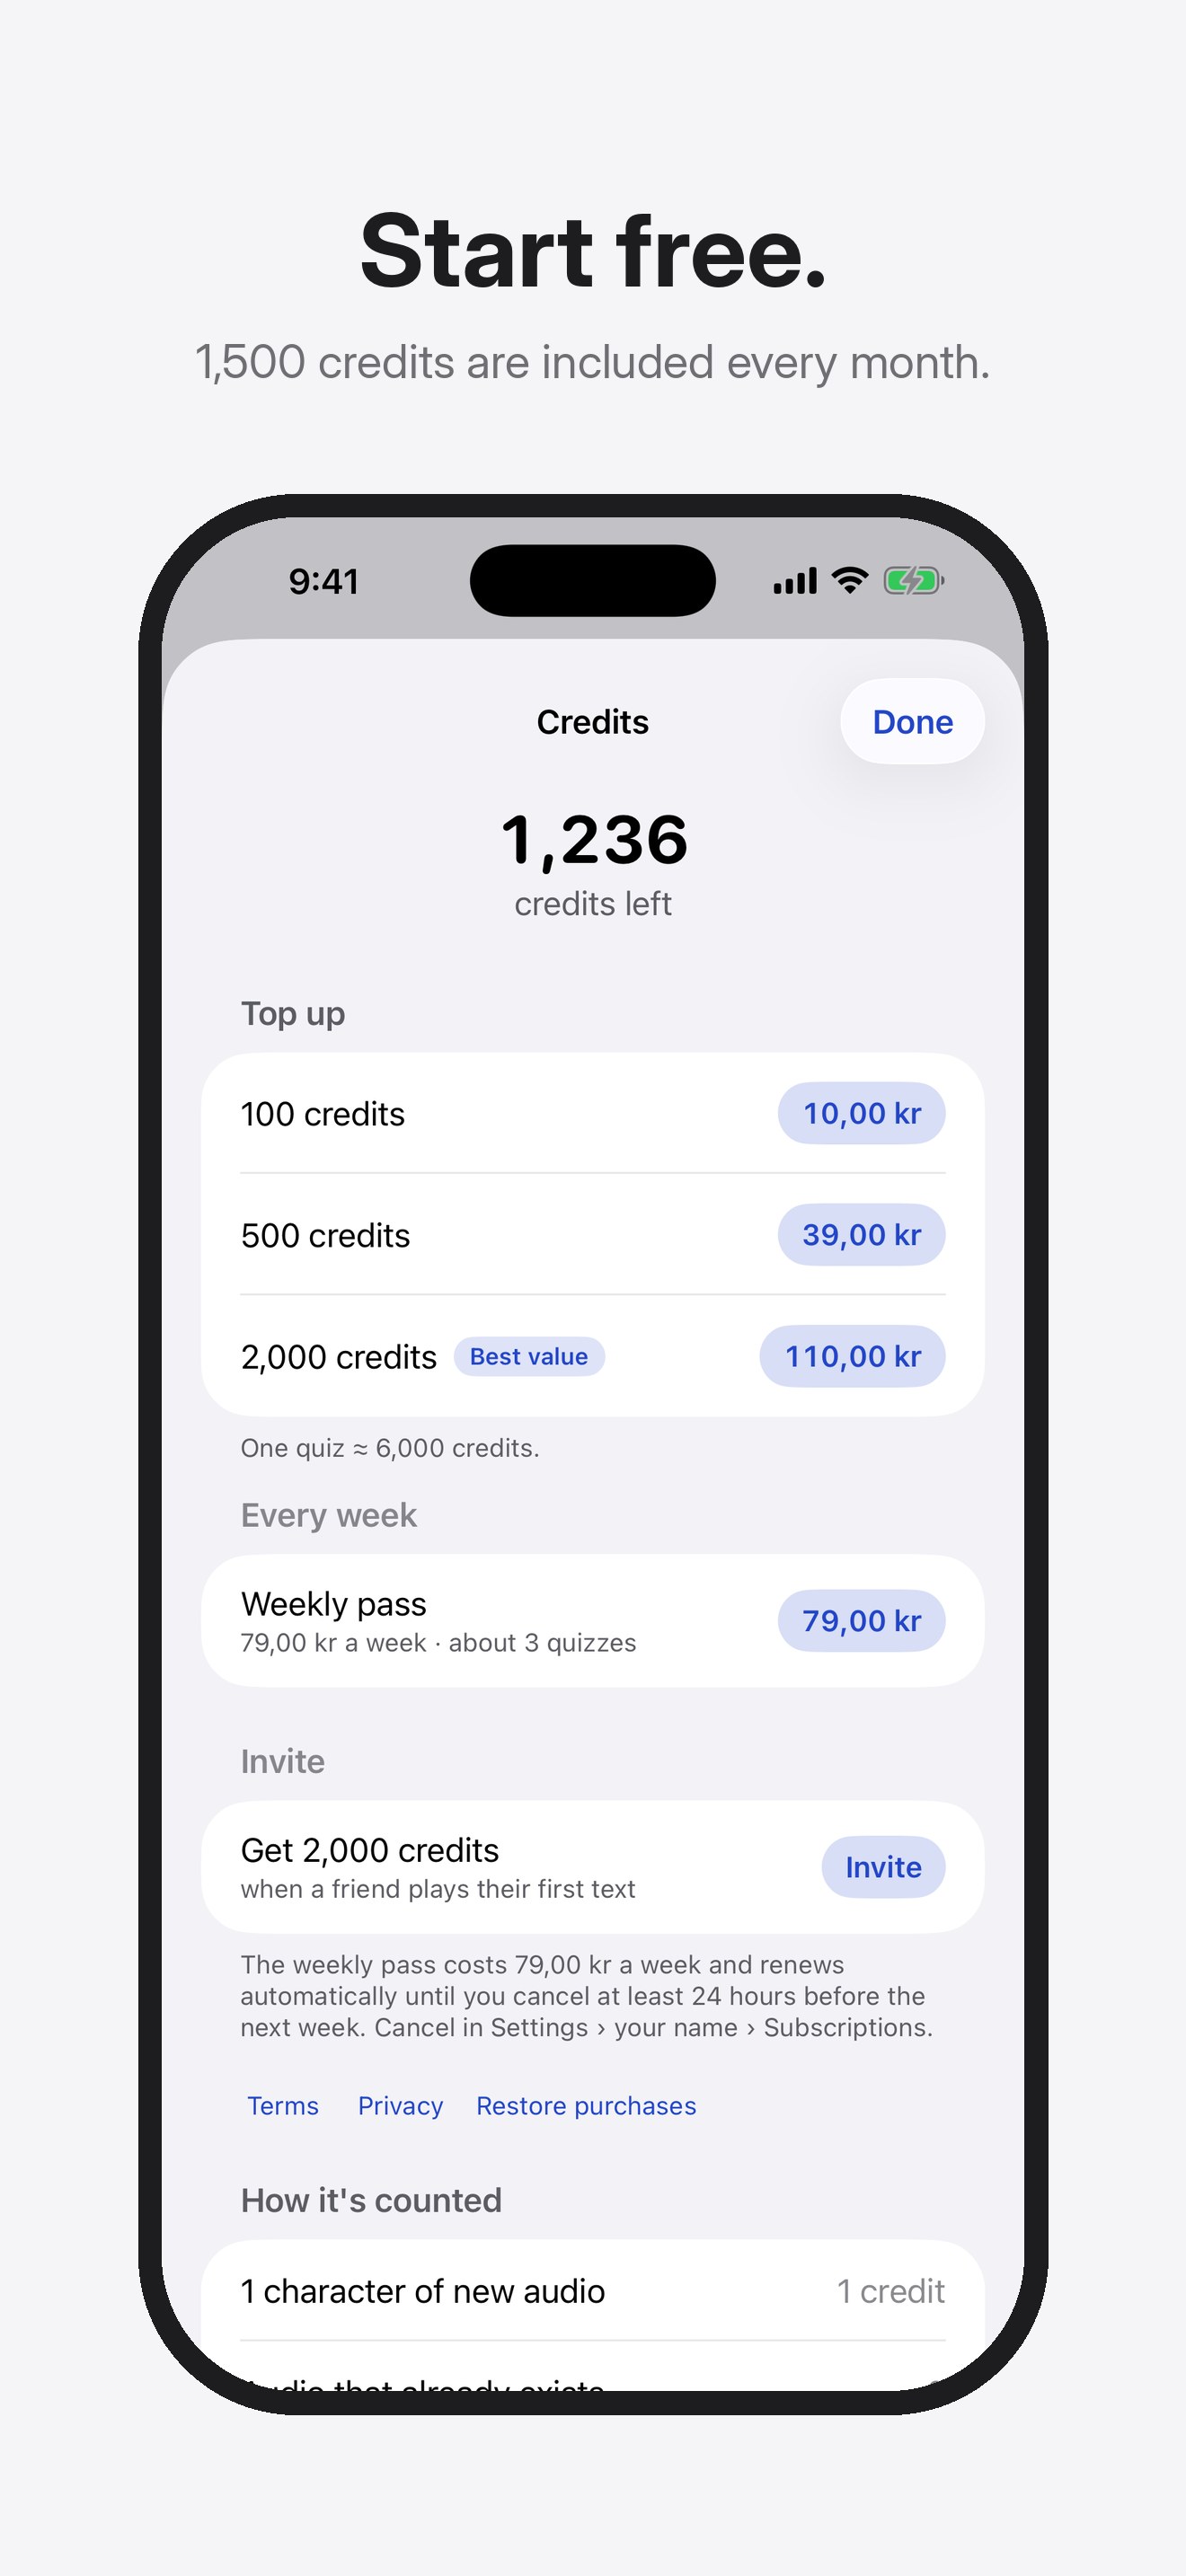 Start free.
1,500 credits are included every month.
9:41
Credits
Done
1,236
credits left
Top up
100 credits
10,00 kr
500 credits
39,00 kr
2,000 credits
Best value
110,00 kr
One quiz ≈ 6,000 credits.
Every week
Weekly pass
79,00 kr a week · about 3 quizzes
79,00 kr
Invite
Get 2,000 credits
when a friend plays their first text
Invite
The weekly pass costs 79,00 kr a week and renews
automatically until you cancel at least 24 hours before the
next week. Cancel in Settings › your name › Subscriptions.
Terms Privacy Restore purchases
How it's counted
1 character of new audio
1 credit
Audio that already exists